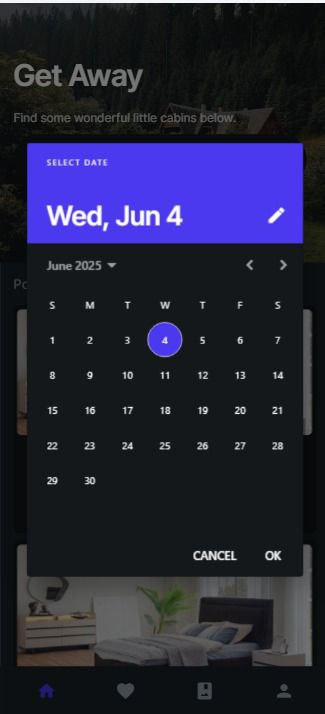 Get Away
Find some wonderful little cabins below.
SELECT DATE
Wed, Jun 4
June 2025
S M T W T F S
1 2 3 4 5 6 7
8 9 10 11 12 13 14
15 16 17 18 19 20 21
22 23 24 25 26 27 28
29 30
CANCEL OK